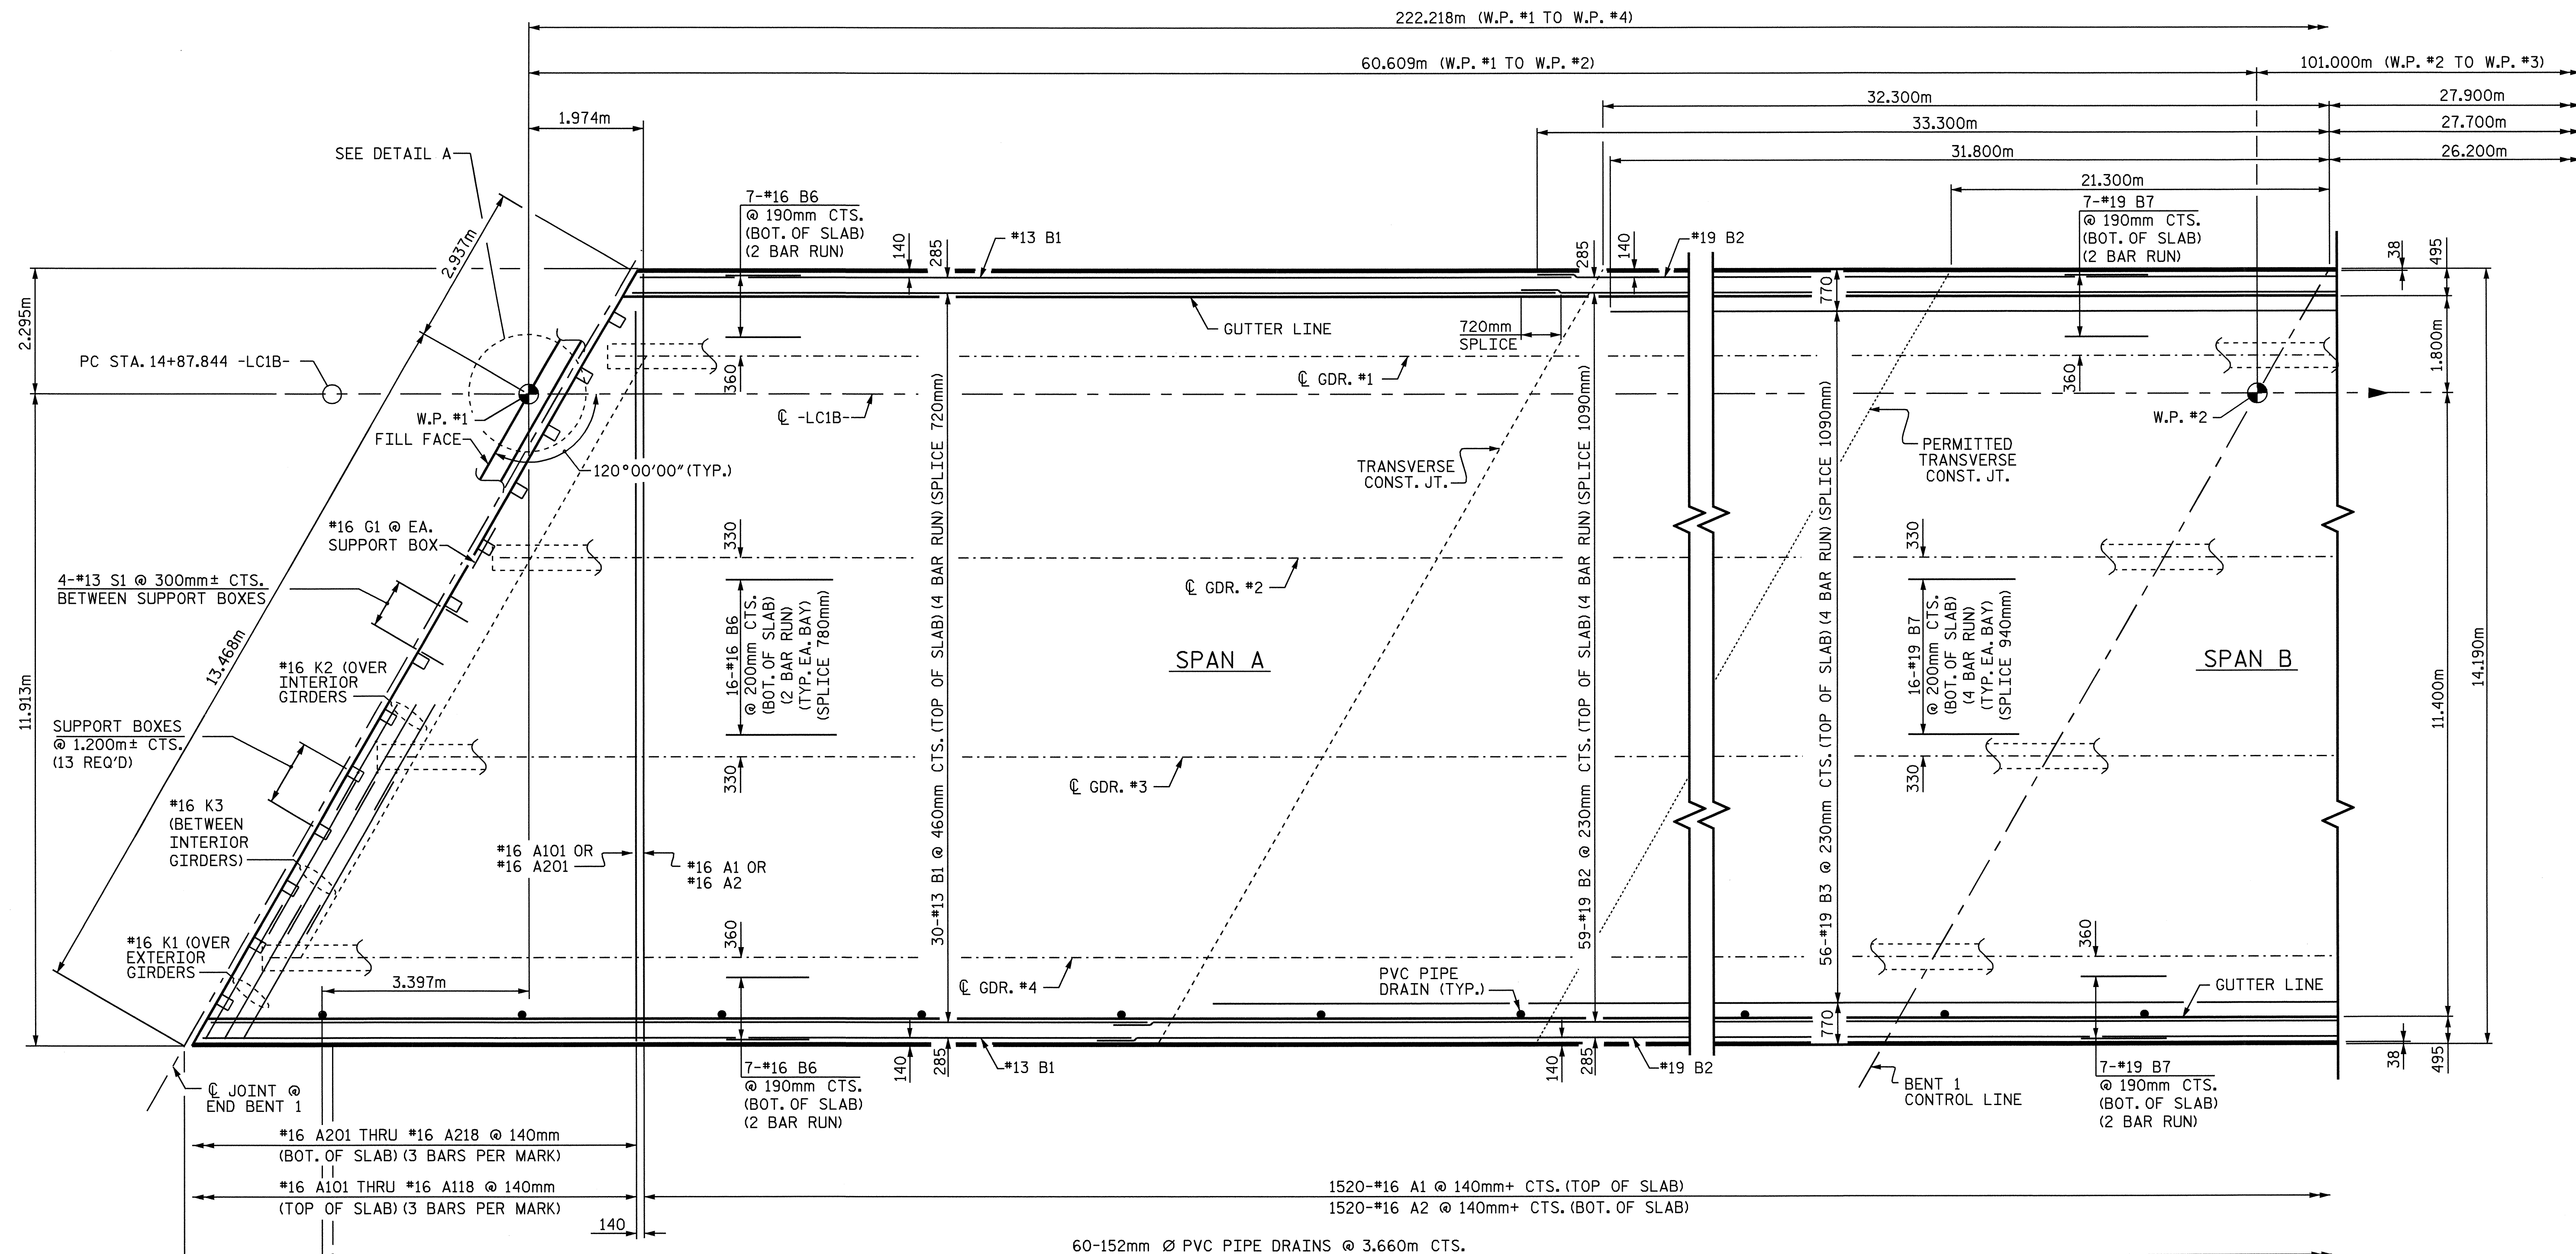 222.218m (W.P. #1 TO W.P. #4)
60.609m (W.P. #1 TO W.P. #2)
101.000m (W.P. #2 TO W.P. #3)
32.300m
27.900m
1.974m
33.300m
27.700m
SEE DETAIL A
31.800m
26.200m
21.300m
7-#16 B6
@ 190mm CTS.
(BOT. OF SLAB)
(2 BAR RUN)
7-#19 B7
@ 190mm CTS.
(BOT. OF SLAB)
(2 BAR RUN)
2.937m
140
285
#13 B1
285
140
#19 B2
38
495
2.295m
770
GUTTER LINE
720mm
SPLICE
PC STA. 14+87.844 -LC1B-
360
℄ GDR. #1
360
1.800m
W.P. #1
℄ -LC1B-
W.P. #2
FILL FACE
120°00'00" (TYP.)
TRANSVERSE
CONST. JT.
PERMITTED
TRANSVERSE
CONST. JT.
#16 G1 @ EA.
SUPPORT BOX
330
330
4-#13 S1 @ 300mm± CTS.
BETWEEN SUPPORT BOXES
℄ GDR. #2
16-#16 B6
@ 200mm CTS.
(BOT. OF SLAB)
(2 BAR RUN)
(TYP. EA. BAY)
(SPLICE 780mm)
30-#13 B1 @ 460mm CTS. (TOP OF SLAB) (4 BAR RUN) (SPLICE 720mm)
59-#19 B2 @ 230mm CTS. (TOP OF SLAB) (4 BAR RUN) (SPLICE 1090mm)
56-#19 B3 @ 230mm CTS. (TOP OF SLAB) (4 BAR RUN) (SPLICE 1090mm)
16-#19 B7
@ 200mm CTS.
(BOT. OF SLAB)
(4 BAR RUN)
(TYP. EA. BAY)
(SPLICE 940mm)
SPAN A
SPAN B
14.190m
13.468m
11.913m
11.400m
#16 K2 (OVER
INTERIOR
GIRDERS
SUPPORT BOXES
@ 1.200m± CTS.
(13 REQ'D)
330
℄ GDR. #3
330
#16 K3
(BETWEEN
INTERIOR
GIRDERS)
#16 A101 OR
#16 A201
#16 A1 OR
#16 A2
#16 K1 (OVER
EXTERIOR
GIRDERS
360
360
3.397m
℄ GDR. #4
PVC PIPE
DRAIN (TYP.)
GUTTER LINE
770
140
285
#13 B1
140
285
#19 B2
38
495
7-#16 B6
@ 190mm CTS.
(BOT. OF SLAB)
(2 BAR RUN)
7-#19 B7
@ 190mm CTS.
(BOT. OF SLAB)
(2 BAR RUN)
℄ JOINT @
END BENT 1
BENT 1
CONTROL LINE
#16 A201 THRU #16 A218 @ 140mm
(BOT. OF SLAB) (3 BARS PER MARK)
#16 A101 THRU #16 A118 @ 140mm
(TOP OF SLAB) (3 BARS PER MARK)
1520-#16 A1 @ 140mm+ CTS. (TOP OF SLAB)
1520-#16 A2 @ 140mm+ CTS. (BOT. OF SLAB)
140
60-152mm Ø PVC PIPE DRAINS @ 3.660m CTS.